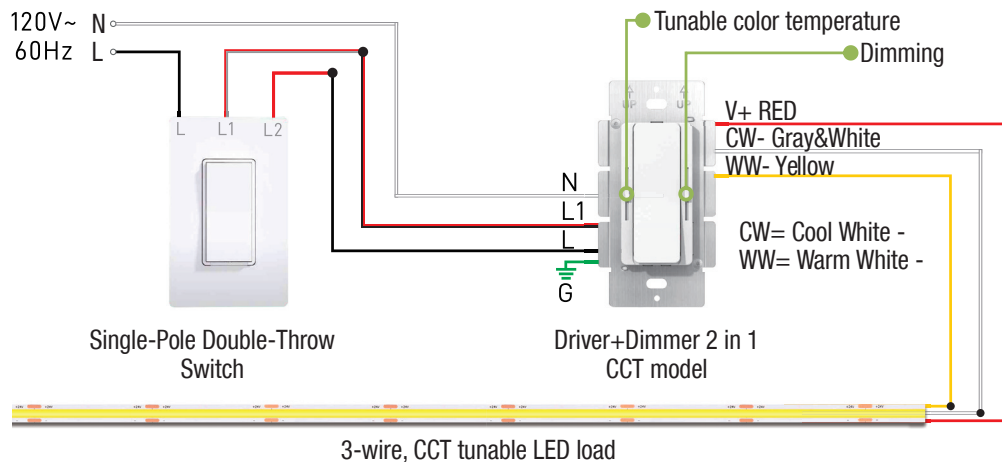 120V~ N
60Hz L
Tunable color temperature
Dimming
L L1 L2
UP UP
V+ RED
CW- Gray&White
WW- Yellow
N
L1
L
G
CW= Cool White -
WW= Warm White -
Single-Pole Double-Throw
Switch
Driver+Dimmer 2 in 1
CCT model
3-wire, CCT tunable LED load